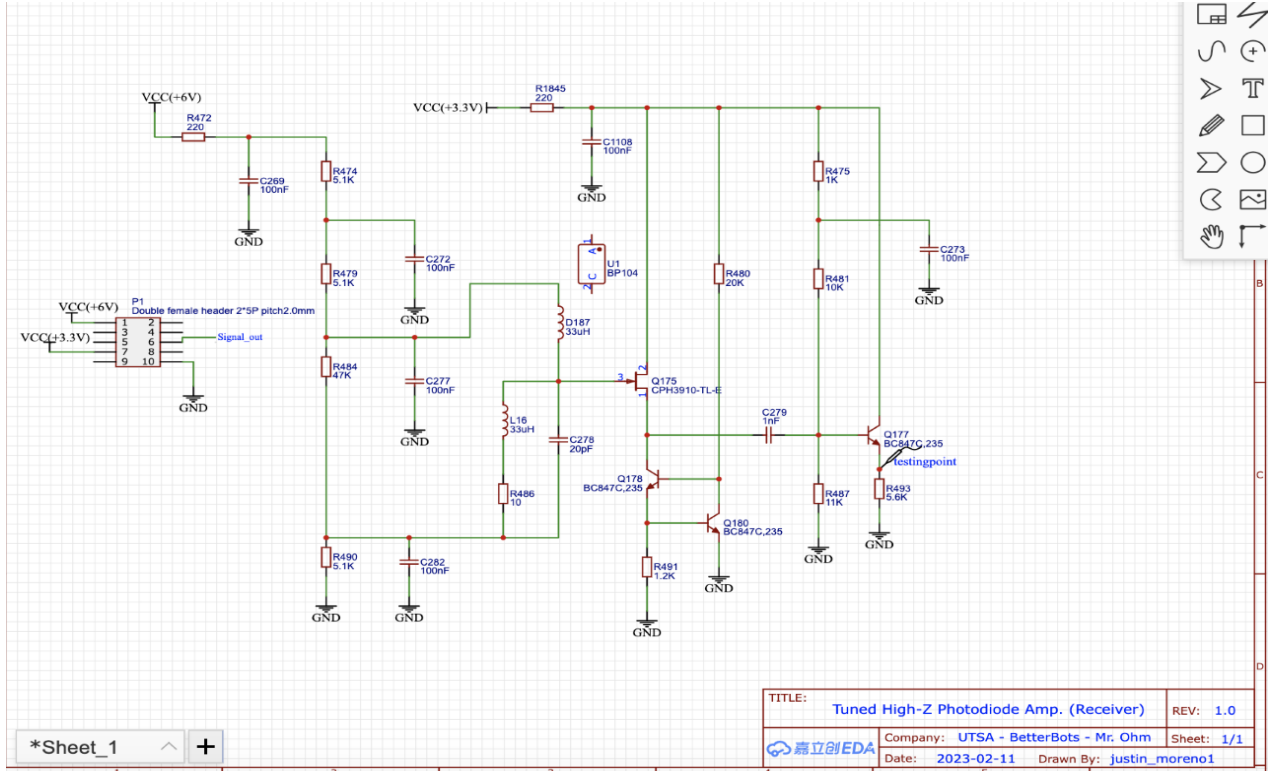 VCC(+6V)
R472
220
C269
100nF
GND
R474
5.1K
R479
5.1K
C272
100nF
GND
VCC(+3.3V)
R1845
220
C1108
100nF
GND
A
1
C
2
U1
BP104
R475
1K
R480
20K
R481
10K
C273
100nF
GND
VCC(+6V)
P1
Double female header 2*5P pitch2.0mm
VCC(+3.3V)
1 2
3 4
5 6
7 8
9 10
Signal_out
GND
R484
47K
C277
100nF
GND
D187
33uH
L16
33uH
C278
20pF
R486
10
3
2
1
Q175
CPH3910-TL-E
C279
1nF
Q177
BC847C,235
testingpoint
Q178
BC847C,235
Q180
BC847C,235
R487
11K
GND
R493
5.6K
GND
R490
5.1K
GND
C282
100nF
GND
R491
1.2K
GND
GND
B
C
D
TITLE:
Tuned High-Z Photodiode Amp. (Receiver)
REV: 1.0
嘉立创EDA
Company: UTSA - BetterBots - Mr. Ohm
Sheet: 1/1
Date: 2023-02-11
Drawn By: justin_moreno1
*Sheet_1